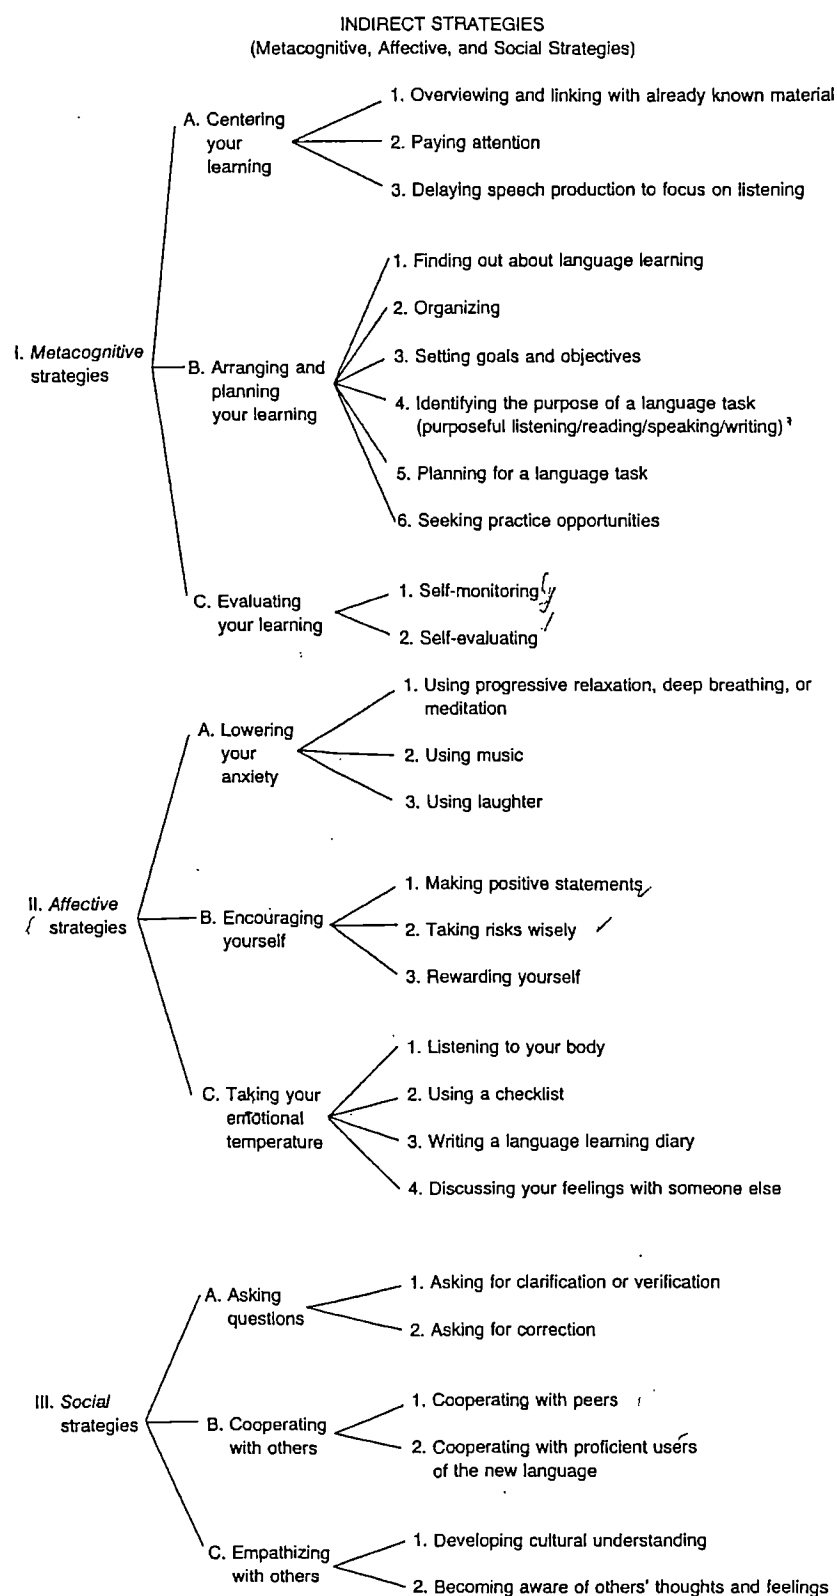 INDIRECT STRATEGIES
(Metacognitive, Affective, and Social Strategies)
I. Metacognitive
strategies
A. Centering
your
learning
1. Overviewing and linking with already known material
2. Paying attention
3. Delaying speech production to focus on listening
B. Arranging and
planning
your learning
1. Finding out about language learning
2. Organizing
3. Setting goals and objectives
4. Identifying the purpose of a language task
(purposeful listening/reading/speaking/writing)
5. Planning for a language task
6. Seeking practice opportunities
C. Evaluating
your learning
1. Self-monitoring
2. Self-evaluating
II. Affective
strategies
A. Lowering
your
anxiety
1. Using progressive relaxation, deep breathing, or
meditation
2. Using music
3. Using laughter
B. Encouraging
yourself
1. Making positive statements
2. Taking risks wisely
3. Rewarding yourself
C. Taking your
emotional
temperature
1. Listening to your body
2. Using a checklist
3. Writing a language learning diary
4. Discussing your feelings with someone else
III. Social
strategies
A. Asking
questions
1. Asking for clarification or verification
2. Asking for correction
B. Cooperating
with others
1. Cooperating with peers
2. Cooperating with proficient users
of the new language
C. Empathizing
with others
1. Developing cultural understanding
2. Becoming aware of others' thoughts and feelings